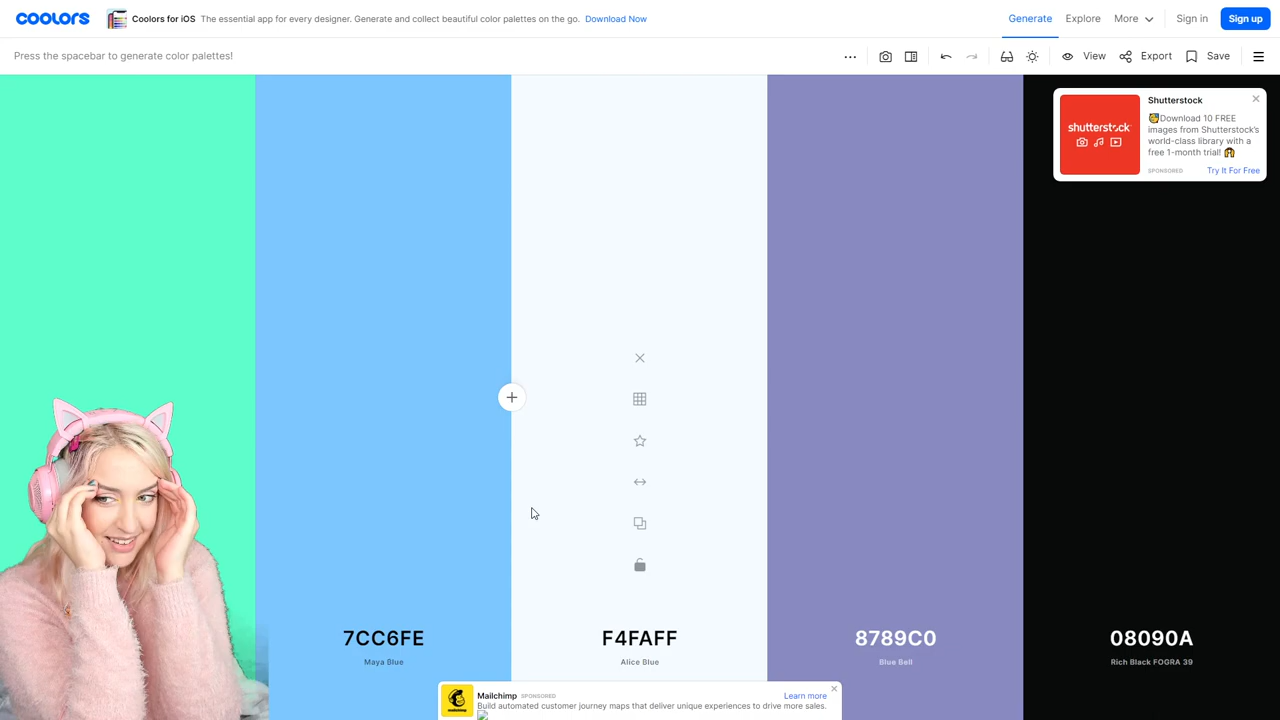 coolors
Coolors for iOS The essential app for every designer. Generate and collect beautiful color palettes on the go. Download Now
Generate Explore More Sign in Sign up
Press the spacebar to generate color palettes!
View Export Save
Shutterstock
🥳Download 10 FREE
images from Shutterstock's
world-class library with a
free 1-month trial! 🙆
SPONSORED Try It For Free
shutterstock
7CC6FE
Maya Blue
F4FAFF
Alice Blue
8789C0
Blue Bell
08090A
Rich Black FOGRA 39
Mailchimp SPONSORED Learn more
Build automated customer journey maps that deliver unique experiences to drive more sales.
mailchimp